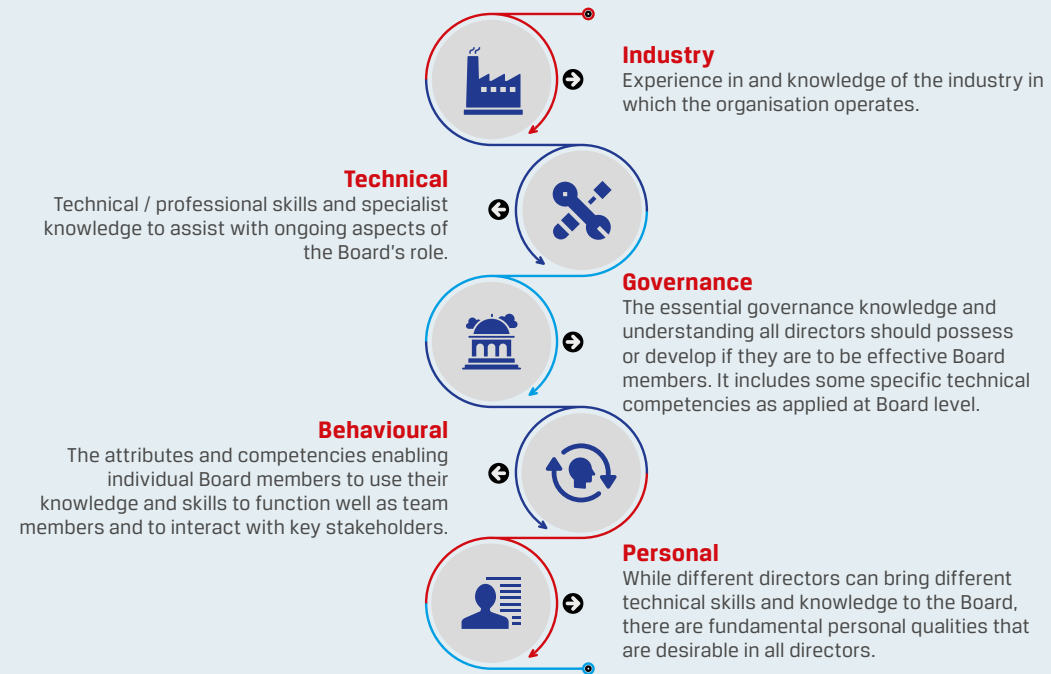 Industry
Experience in and knowledge of the industry in
which the organisation operates.
Technical
Technical / professional skills and specialist
knowledge to assist with ongoing aspects of
the Board's role.
Governance
The essential governance knowledge and
understanding all directors should possess
or develop if they are to be effective Board
members. It includes some specific technical
competencies as applied at Board level.
Behavioural
The attributes and competencies enabling
individual Board members to use their
knowledge and skills to function well as team
members and to interact with key stakeholders.
Personal
While different directors can bring different
technical skills and knowledge to the Board,
there are fundamental personal qualities that
are desirable in all directors.